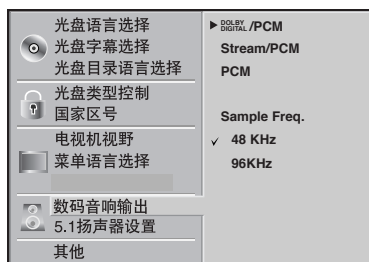 光盘语言选择
光盘字幕选择
光盘目录语言选择
光盘类型控制
国家区号
电视机视野
菜单语言选择
数码音响输出
5.1扬声器设置
其他
DOLBY DIGITAL /PCM
Stream/PCM
PCM
Sample Freq.
48 KHz
96KHz